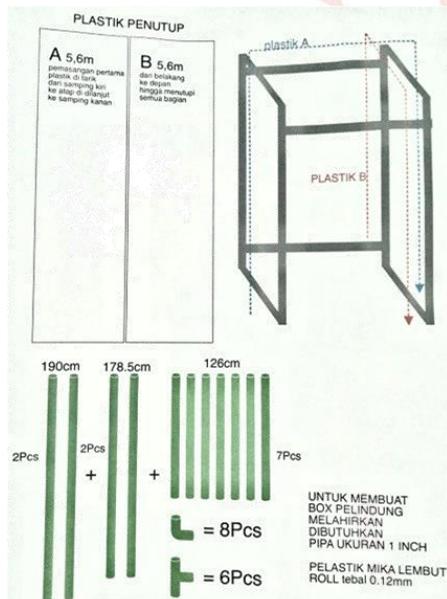 PLASTIK PENUTUP
A 5,6m
pemasangan pertama
plastik di tarik
dari samping kiri
ke atap di dilanjut
ke samping kanan
B 5,6m
dari belakang
ke depan
hingga menutupi
semua bagian
plastik A
PLASTIK B
190cm
178.5cm
126cm
2Pcs
+
2Pcs
+
7Pcs
= 8Pcs
= 6Pcs
UNTUK MEMBUAT
BOX PELINDUNG
MELAHIRKAN
DIBUTUHKAN
PIPA UKURAN 1 INCH
PELASTIK MIKA LEMBUT
ROLL tebal 0.12mm